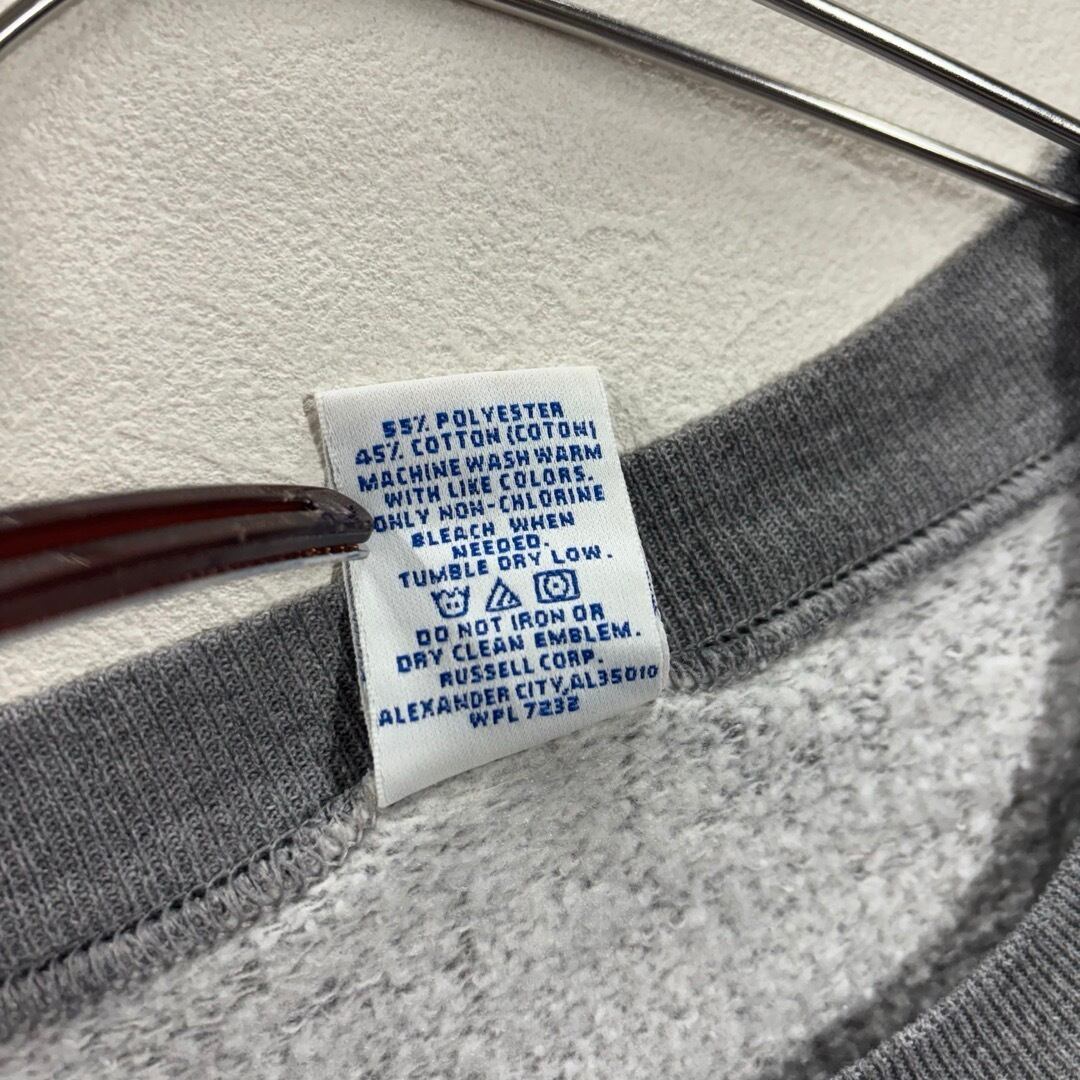 55% POLYESTER
45% COTTON (COTON)
MACHINE WASH WARM
WITH LIKE COLORS.
ONLY NON-CHLORINE
BLEACH WHEN
NEEDED.
TUMBLE DRY LOW.
DO NOT IRON OR
DRY CLEAN EMBLEM.
RUSSELL CORP.
ALEXANDER CITY, AL35010
WPL 7232